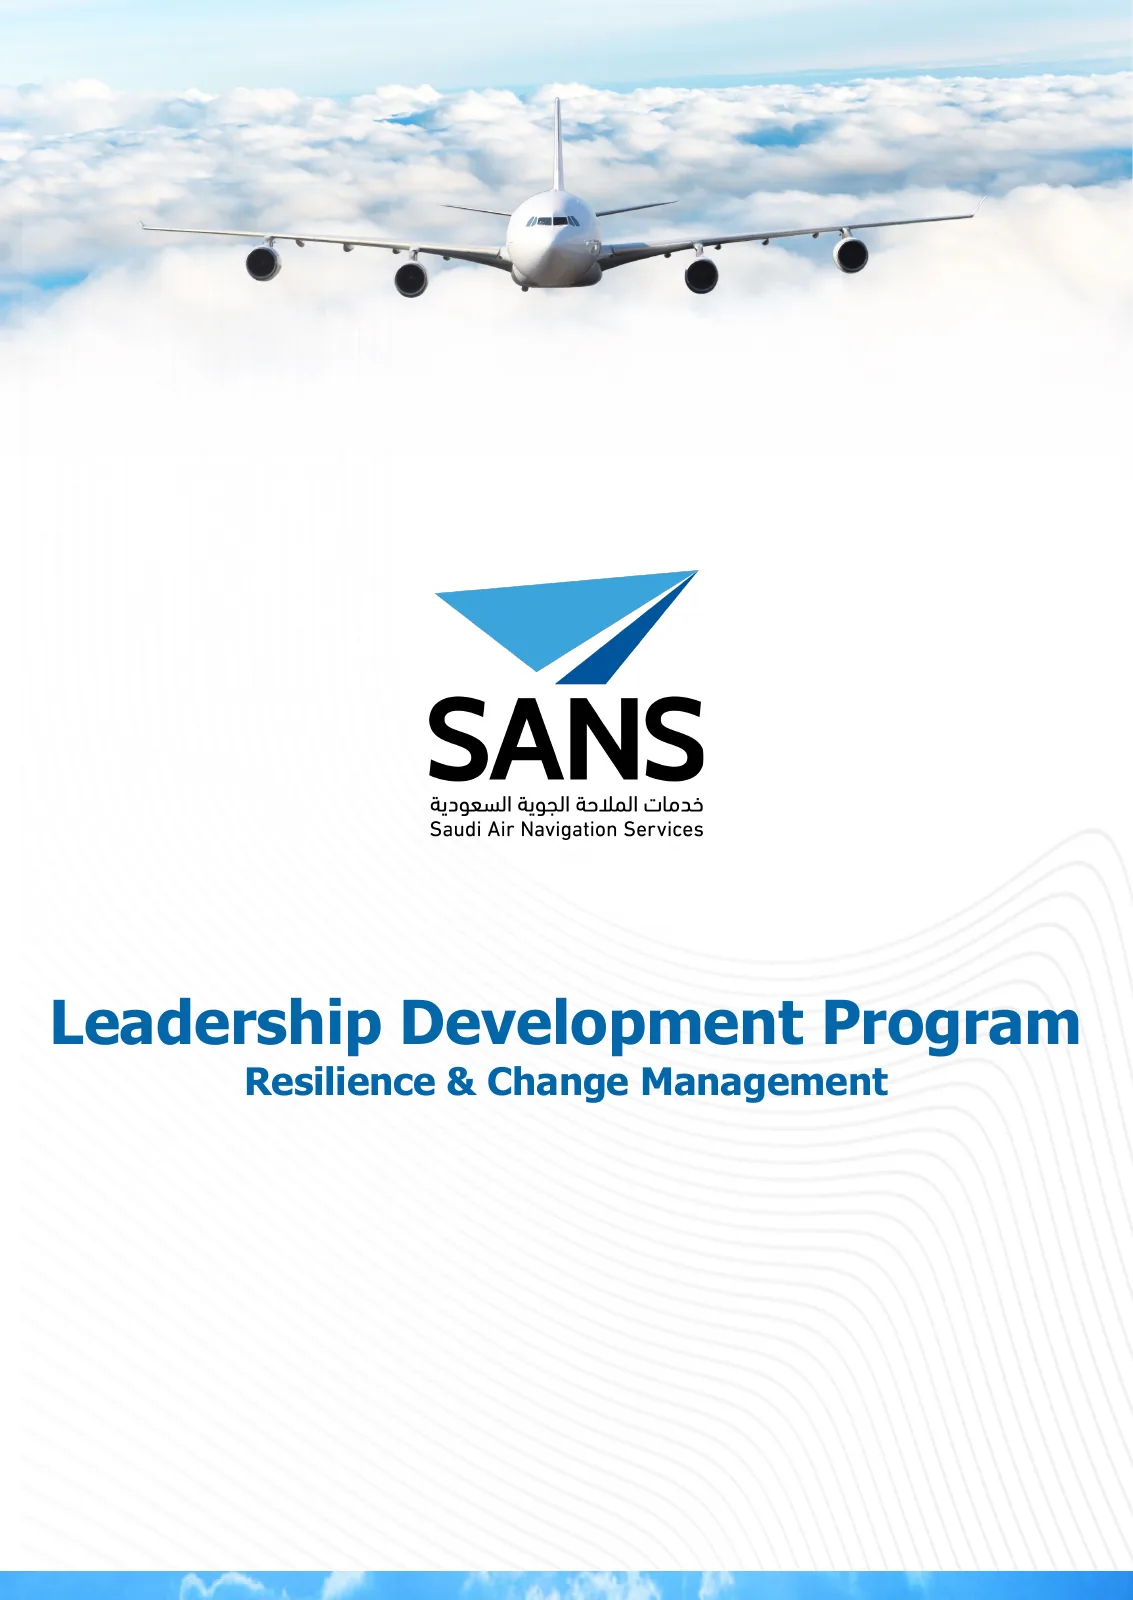 SANS
خدمات الملاحة الجوية السعودية
Saudi Air Navigation Services
Leadership Development Program
Resilience & Change Management